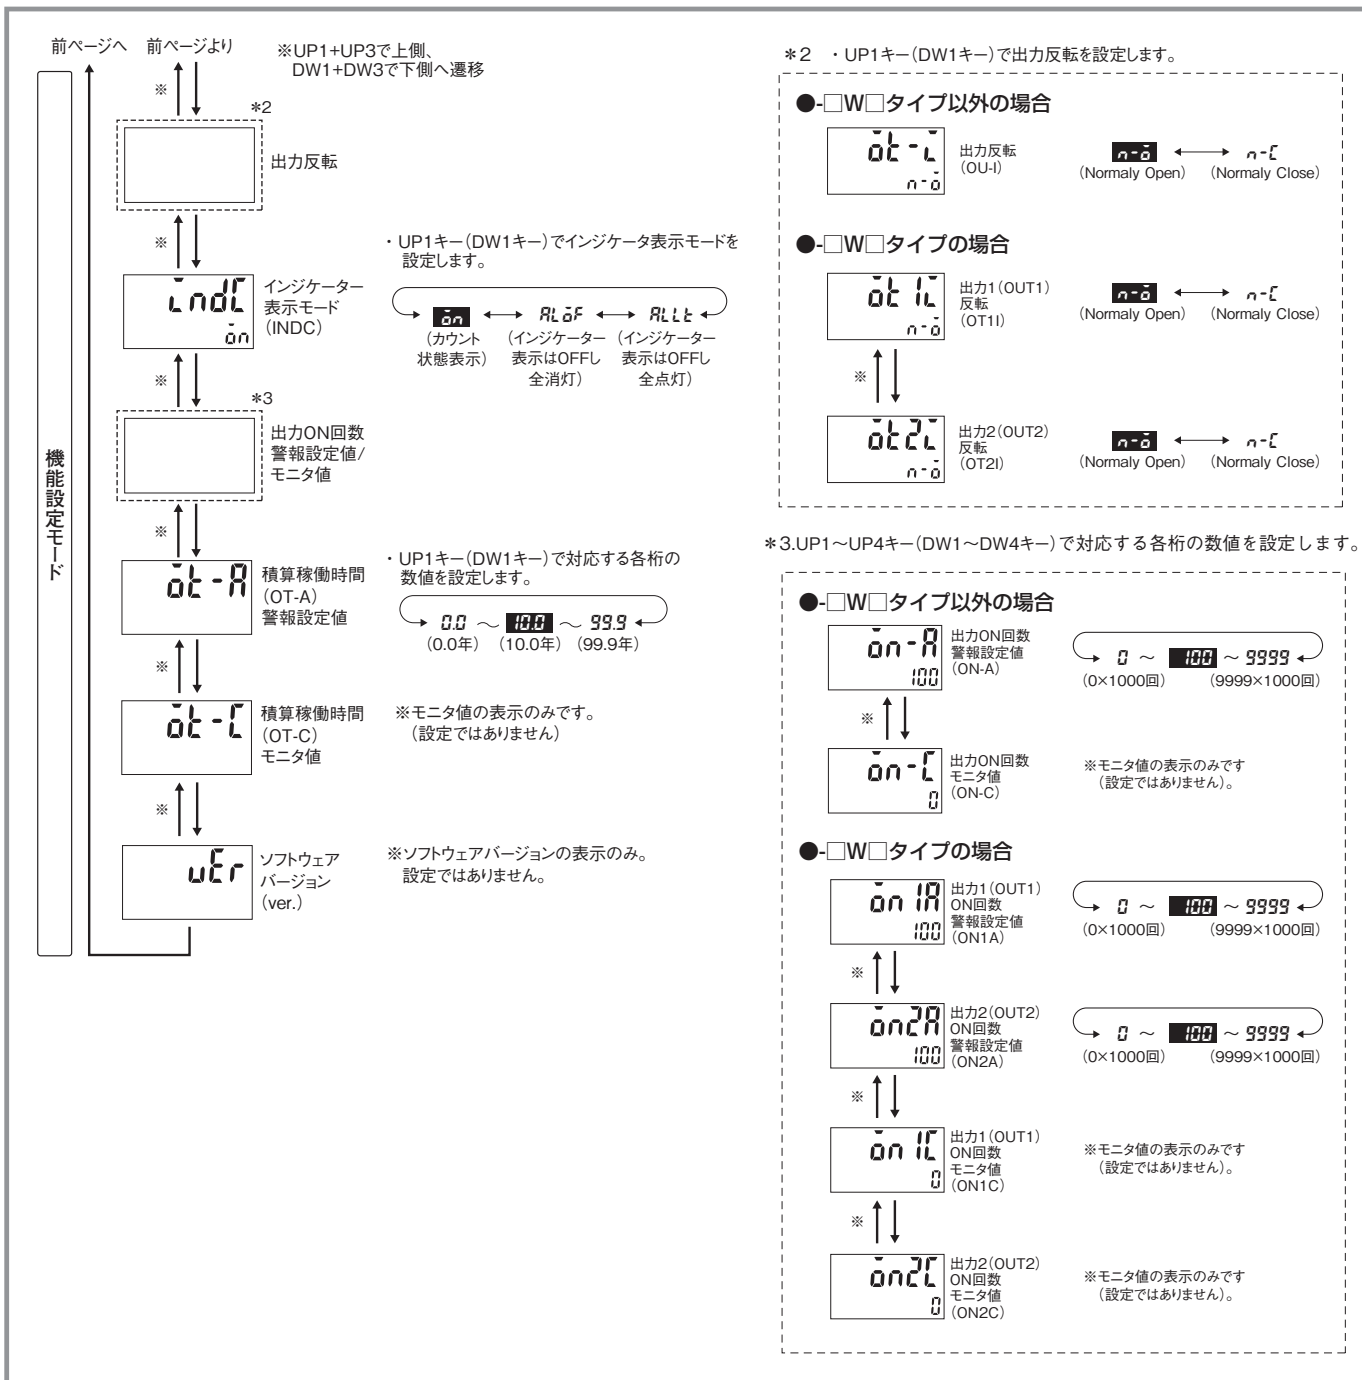 前ページへ 前ページより
※UP1+UP3で上側、
DW1+DW3で下側へ遷移
※
*2
出力反転
※
indC
on
インジケーター
表示モード
(INDC)
・UP1キー(DW1キー)でインジケータ表示モードを
設定します。
on ALoF ALLt
(カウント
状態表示)
(インジケーター
表示はOFFし
全消灯)
(インジケーター
表示はOFFし
全点灯)
※
*3
出力ON回数
警報設定値/
モニタ値
※
ot-A
積算稼働時間
(OT-A)
警報設定値
・UP1キー(DW1キー)で対応する各桁の
数値を設定します。
0.0 ～ 10.0 ～ 99.9
(0.0年) (10.0年) (99.9年)
※
ot-C
積算稼働時間
(OT-C)
モニタ値
※モニタ値の表示のみです。
(設定ではありません)
※
vEr
ソフトウェア
バージョン
(ver.)
※ソフトウェアバージョンの表示のみ。
設定ではありません。
機能設定モード
*2 ・UP1キー(DW1キー)で出力反転を設定します。
●-□W□タイプ以外の場合
ot-i
n-o
出力反転
(OU-I)
n-o n-C
(Normaly Open) (Normaly Close)
●-□W□タイプの場合
ot1i
n-o
出力1(OUT1)
反転
(OT1I)
n-o n-C
(Normaly Open) (Normaly Close)
※
ot2i
n-o
出力2(OUT2)
反転
(OT2I)
n-o n-C
(Normaly Open) (Normaly Close)
*3.UP1～UP4キー(DW1～DW4キー)で対応する各桁の数値を設定します。
●-□W□タイプ以外の場合
on-A
100
出力ON回数
警報設定値
(ON-A)
0 ～ 100 ～ 9999
(0×1000回) (9999×1000回)
※
on-C
0
出力ON回数
モニタ値
(ON-C)
※モニタ値の表示のみです
(設定ではありません)。
●-□W□タイプの場合
on1A
100
出力1(OUT1)
ON回数
警報設定値
(ON1A)
0 ～ 100 ～ 9999
(0×1000回) (9999×1000回)
※
on2A
100
出力2(OUT2)
ON回数
警報設定値
(ON2A)
0 ～ 100 ～ 9999
(0×1000回) (9999×1000回)
※
on1C
0
出力1(OUT1)
ON回数
モニタ値
(ON1C)
※モニタ値の表示のみです
(設定ではありません)。
※
on2C
0
出力2(OUT2)
ON回数
モニタ値
(ON2C)
※モニタ値の表示のみです
(設定ではありません)。